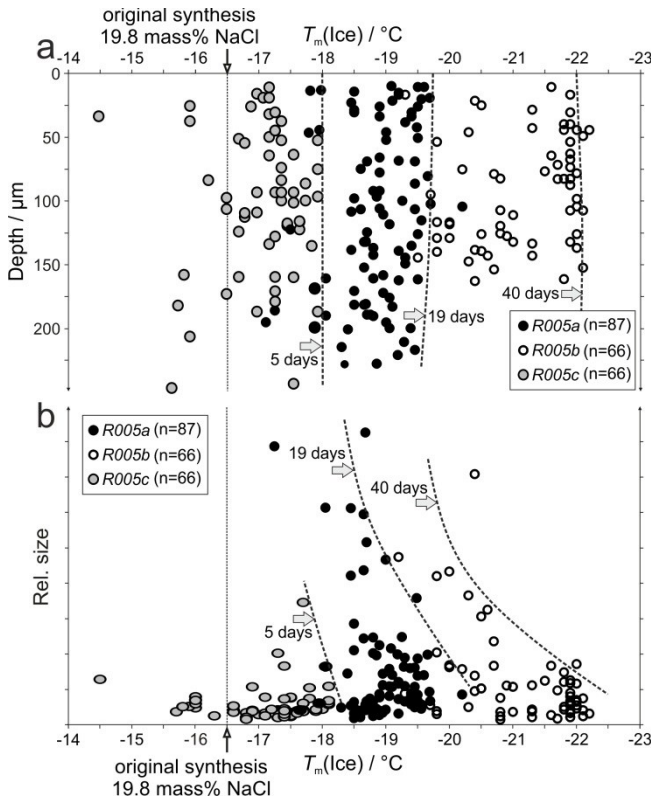 original synthesis
19.8 mass% NaCl
Tm(Ice) / °C
a
-14 -15 -16 -17 -18 -19 -20 -21 -22 -23
0
50
100
150
200
Depth / µm
5 days
19 days
40 days
R005a (n=87)
R005b (n=66)
R005c (n=66)
b
R005a (n=87)
R005b (n=66)
R005c (n=66)
19 days
40 days
5 days
Rel. size
-14 -15 -16 -17 -18 -19 -20 -21 -22 -23
original synthesis
19.8 mass% NaCl
Tm(Ice) / °C